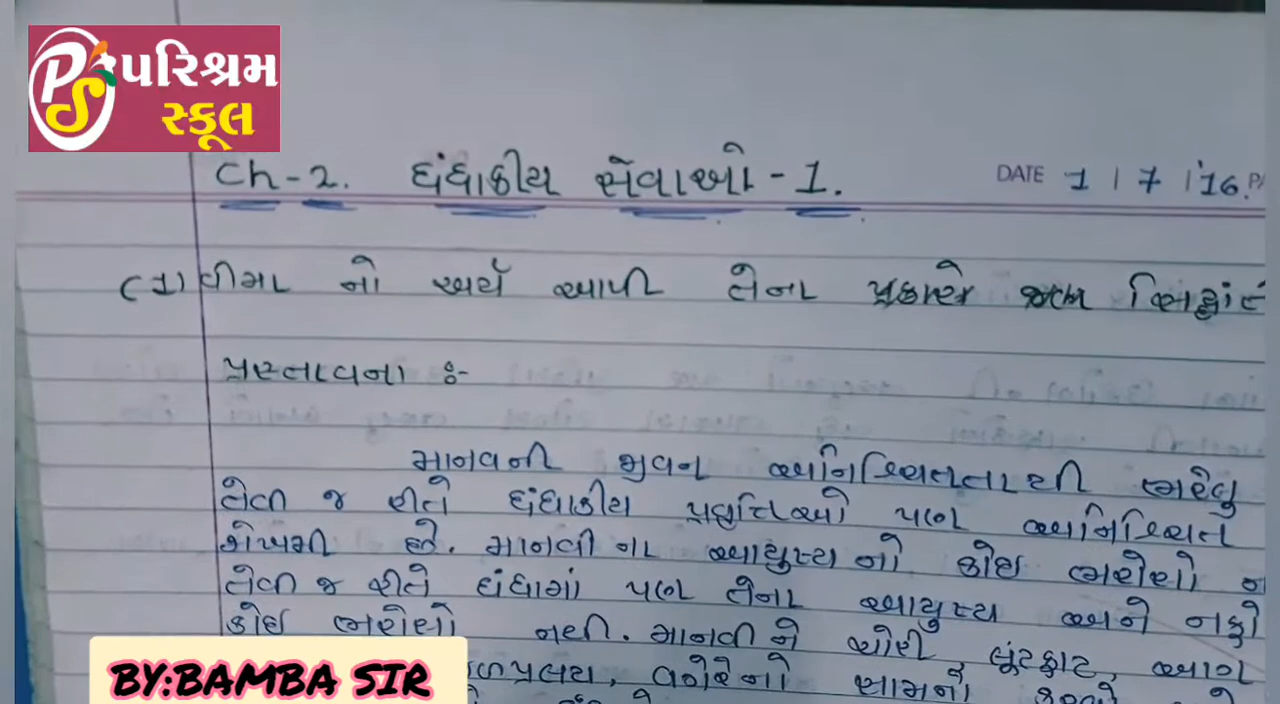 પરિશ્રમ
સ્કૂલ
Ch-2. ધંધાકીય સેવાઓ-1.
DATE 1 / 7 / '16.
(1) વીમા નો અર્થ આપી તેના પ્રકારો
પ્રસ્તાવના :-
માનવની જીવન અનિશ્ચિતતાથી ભરેલુ
તેવી જ રીતે ધંધાકીય પ્રવૃત્તિઓ પણ અનિશ્ચિત
જોખમી છે. માનવી ના આયુષ્ય નો કોઇ ભરોસો ન
તેવી જ રીતે ધંધામાં પણ તેના આયુષ્ય અને નફો
કોઇ ભરોસો નથી. માનવી ને ચોરી લૂંટફાટ, આગ
પ્રલય, વગેરેનો સામનો
BY:BAMBA SIR